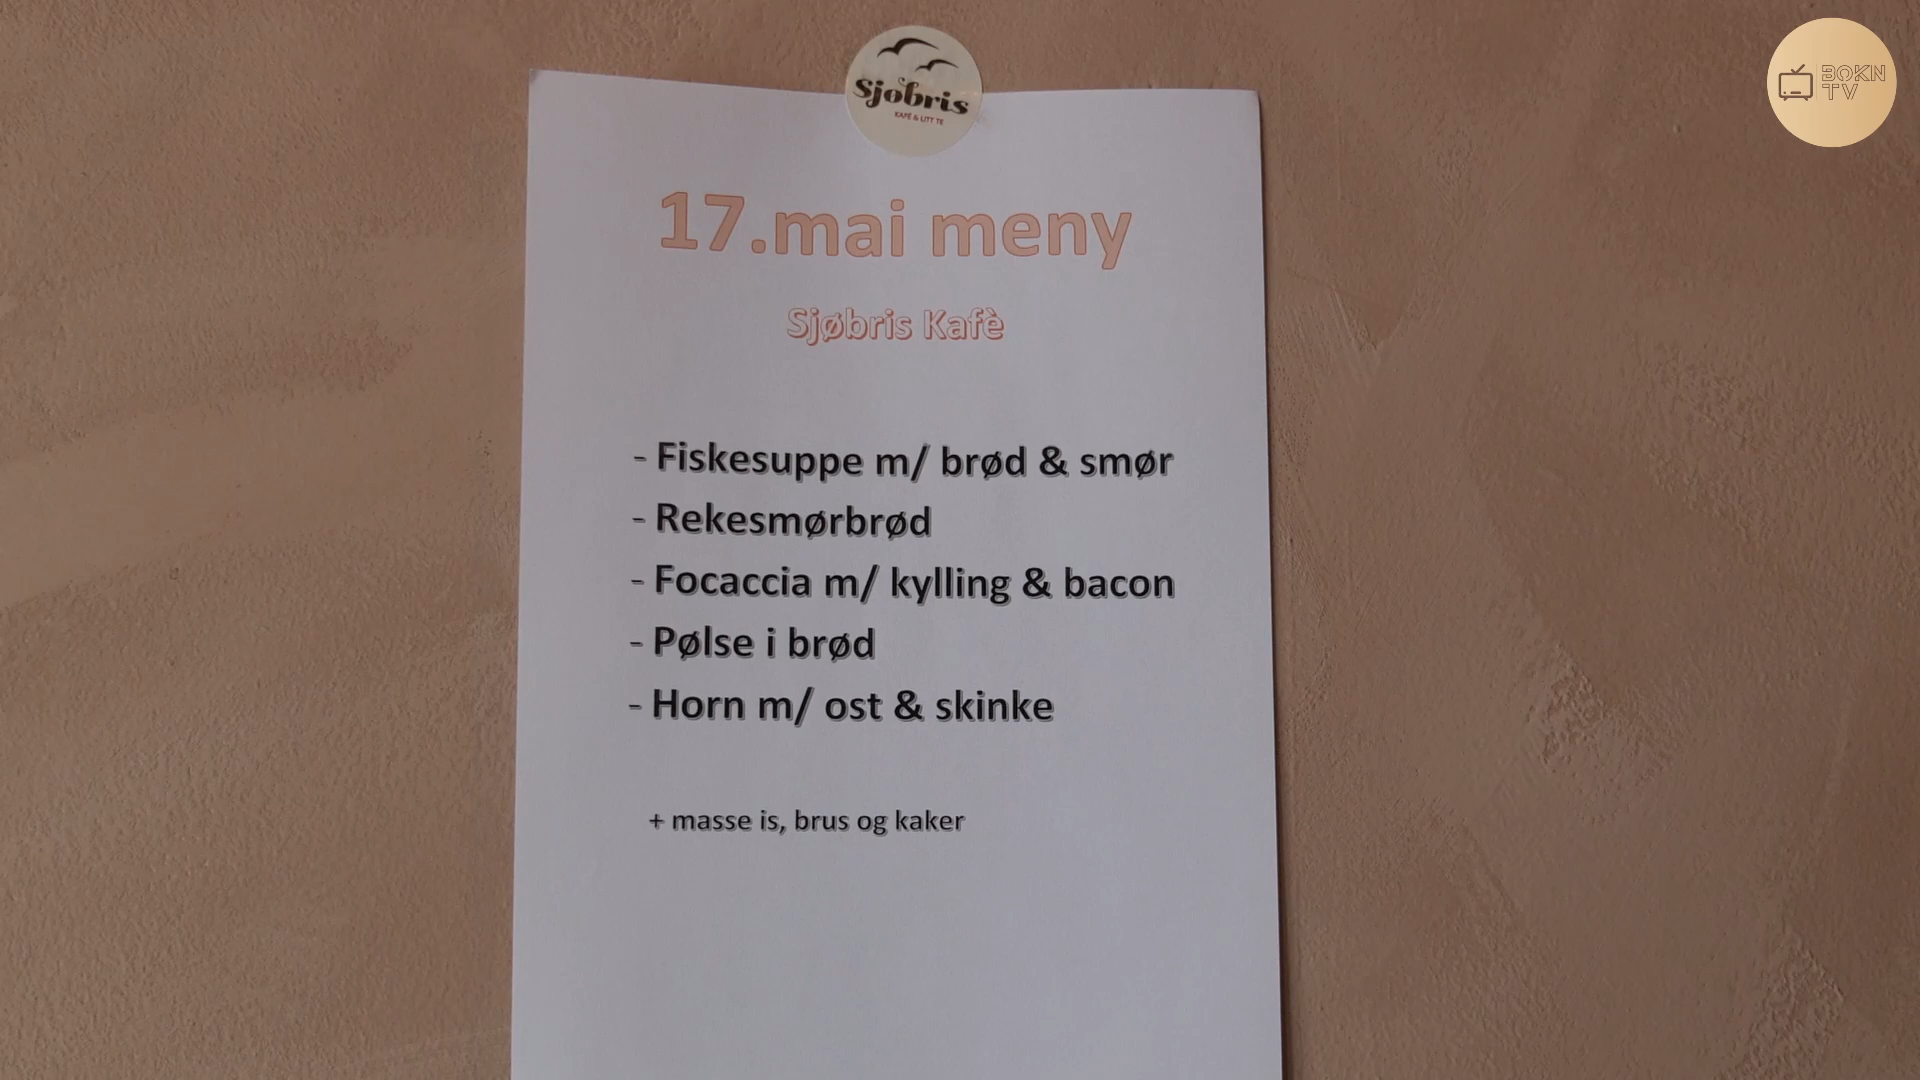 Sjøbris
KAFÉ & LITT TE
BOKN
TV
17.mai meny
Sjøbris Kafè
- Fiskesuppe m/ brød & smør
- Rekesmørbrød
- Focaccia m/ kylling & bacon
- Pølse i brød
- Horn m/ ost & skinke
+ masse is, brus og kaker